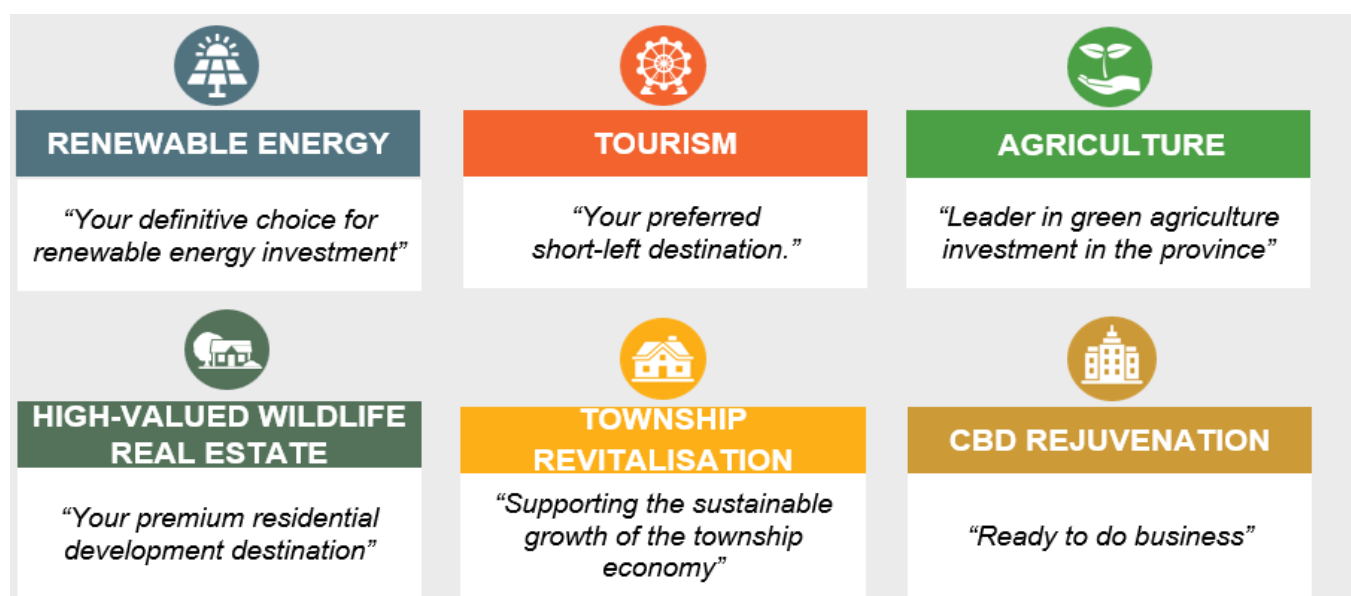 RENEWABLE ENERGY
“Your definitive choice for
renewable energy investment”
TOURISM
“Your preferred
short-left destination.”
AGRICULTURE
“Leader in green agriculture
investment in the province”
HIGH-VALUED WILDLIFE
REAL ESTATE
“Your premium residential
development destination”
TOWNSHIP
REVITALISATION
“Supporting the sustainable
growth of the township
economy”
CBD REJUVENATION
“Ready to do business”